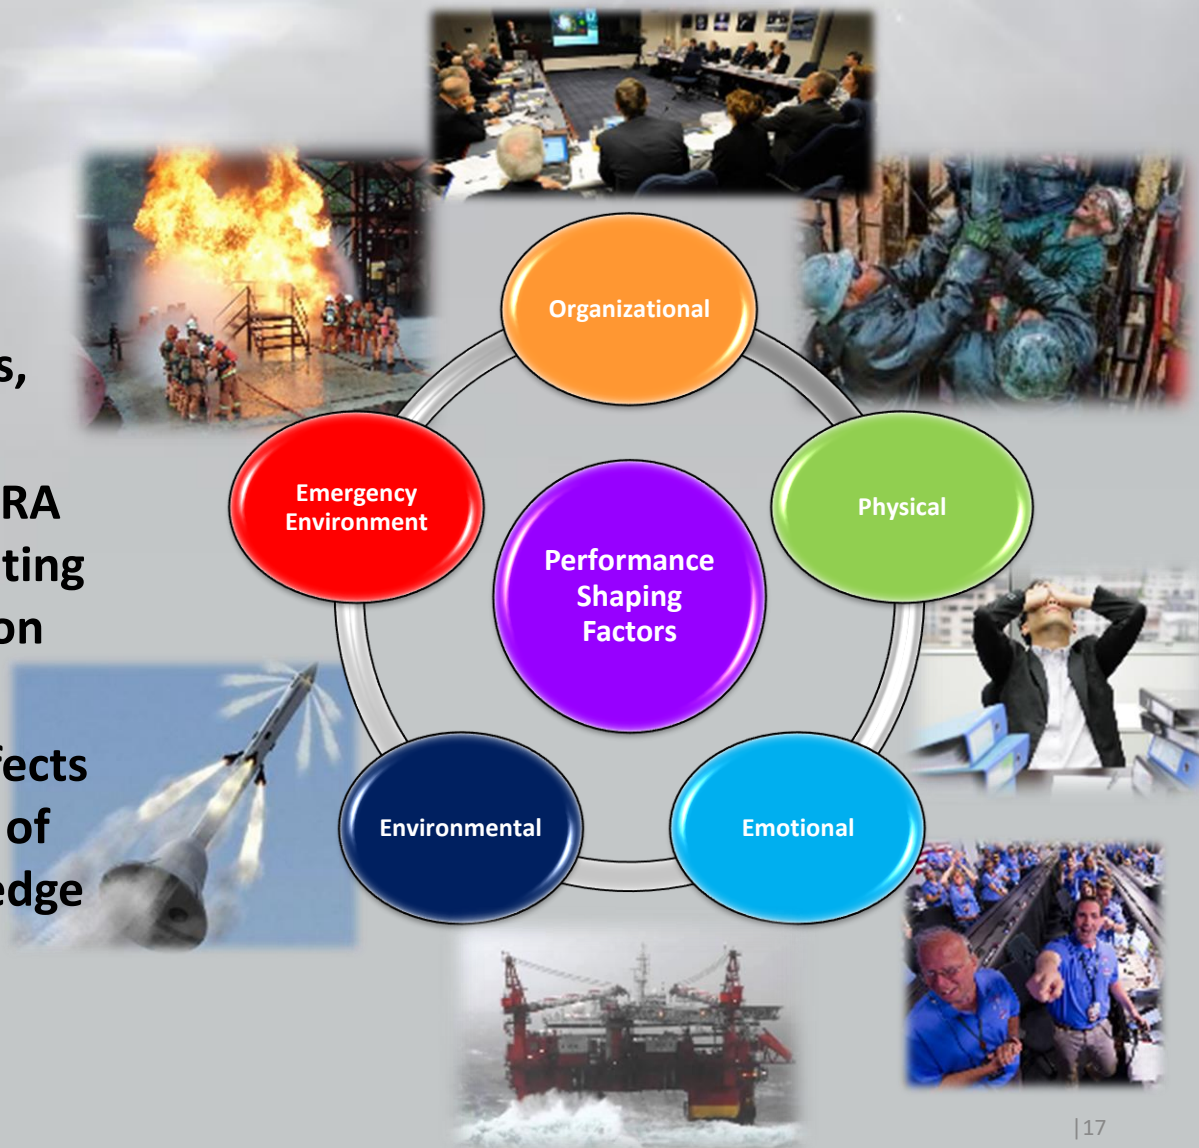 s,
RA
ting
on
fects
of
edge
Organizational
Emergency
Environment
Physical
Performance
Shaping
Factors
Environmental
Emotional
|17